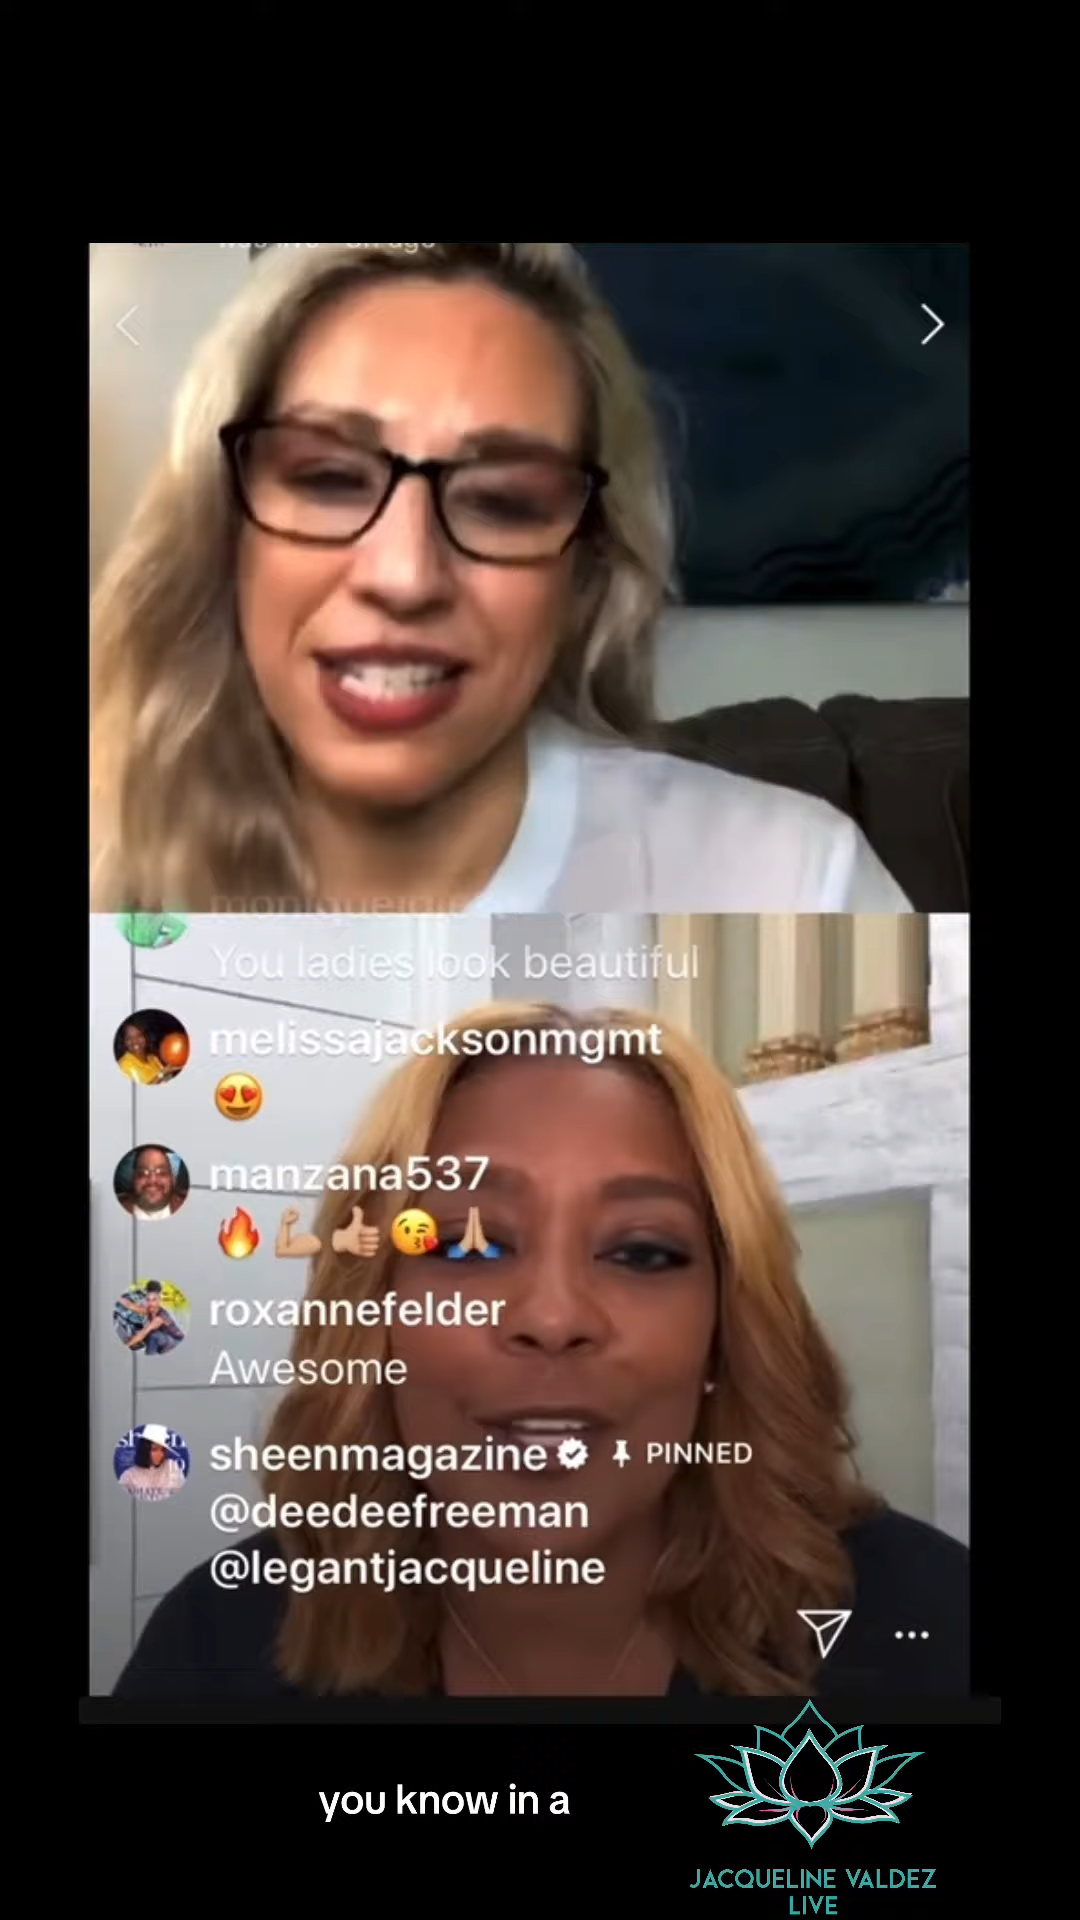 You ladies look beautiful
melissajacksonmgmt
😍
manzana537
🔥💪🏼👍🏼😘🙏🏼
roxannefelder
Awesome
sheenmagazine PINNED
@deedeefreeman
@legantjacqueline
you know in a
JACQUELINE VALDEZ
LIVE